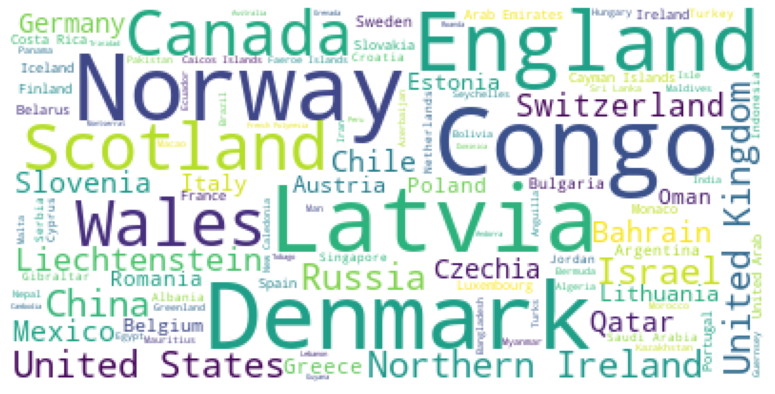 Germany
Canada
England
Australia
Grenada
Sweden
Arab Emirates
Hungary
Ireland
Turkey
Costa Rica
Trinidad
Slovakia
Panama
Norway
Pakistan
Caicos Islands
Faeroe Islands
Croatia
Iceland
Estonia
Cayman Islands
Isle
Finland
Ecuador
Sri Lanka
Maldives
Seychelles
Belarus
Brazil
Switzerland
Indonesia
Montserrat
French Polynesia
Iran
Peru
Azerbaijan
Netherlands
Congo
Rwanda
Scotland
Macao
Chile
Bolivia
Dominica
United Kingdom
Slovenia
Italy
Austria
Poland
Bulgaria
India
France
Oman
Wales
Latvia
Man
Anguilla
Monaco
Malta
Serbia
Cyprus
New Caledonia
Andorra
Bahrain
Liechtenstein
Tobago
Singapore
Czechia
Jordan
Argentina
Gibraltar
Romania
Spain
Russia
Luxembourg
Bermuda
Israel
Nepal
Albania
Algeria
Lithuania
China
Greenland
Denmark
Cambodia
Bangladesh
Turks
Morocco
United Arab
Mexico
Belgium
Egypt
Mauritius
Myanmar
Qatar
Saudi Arabia
Kazakhstan
Portugal
Guernsey
United States
Lebanon
Greece
Guyana
Northern Ireland